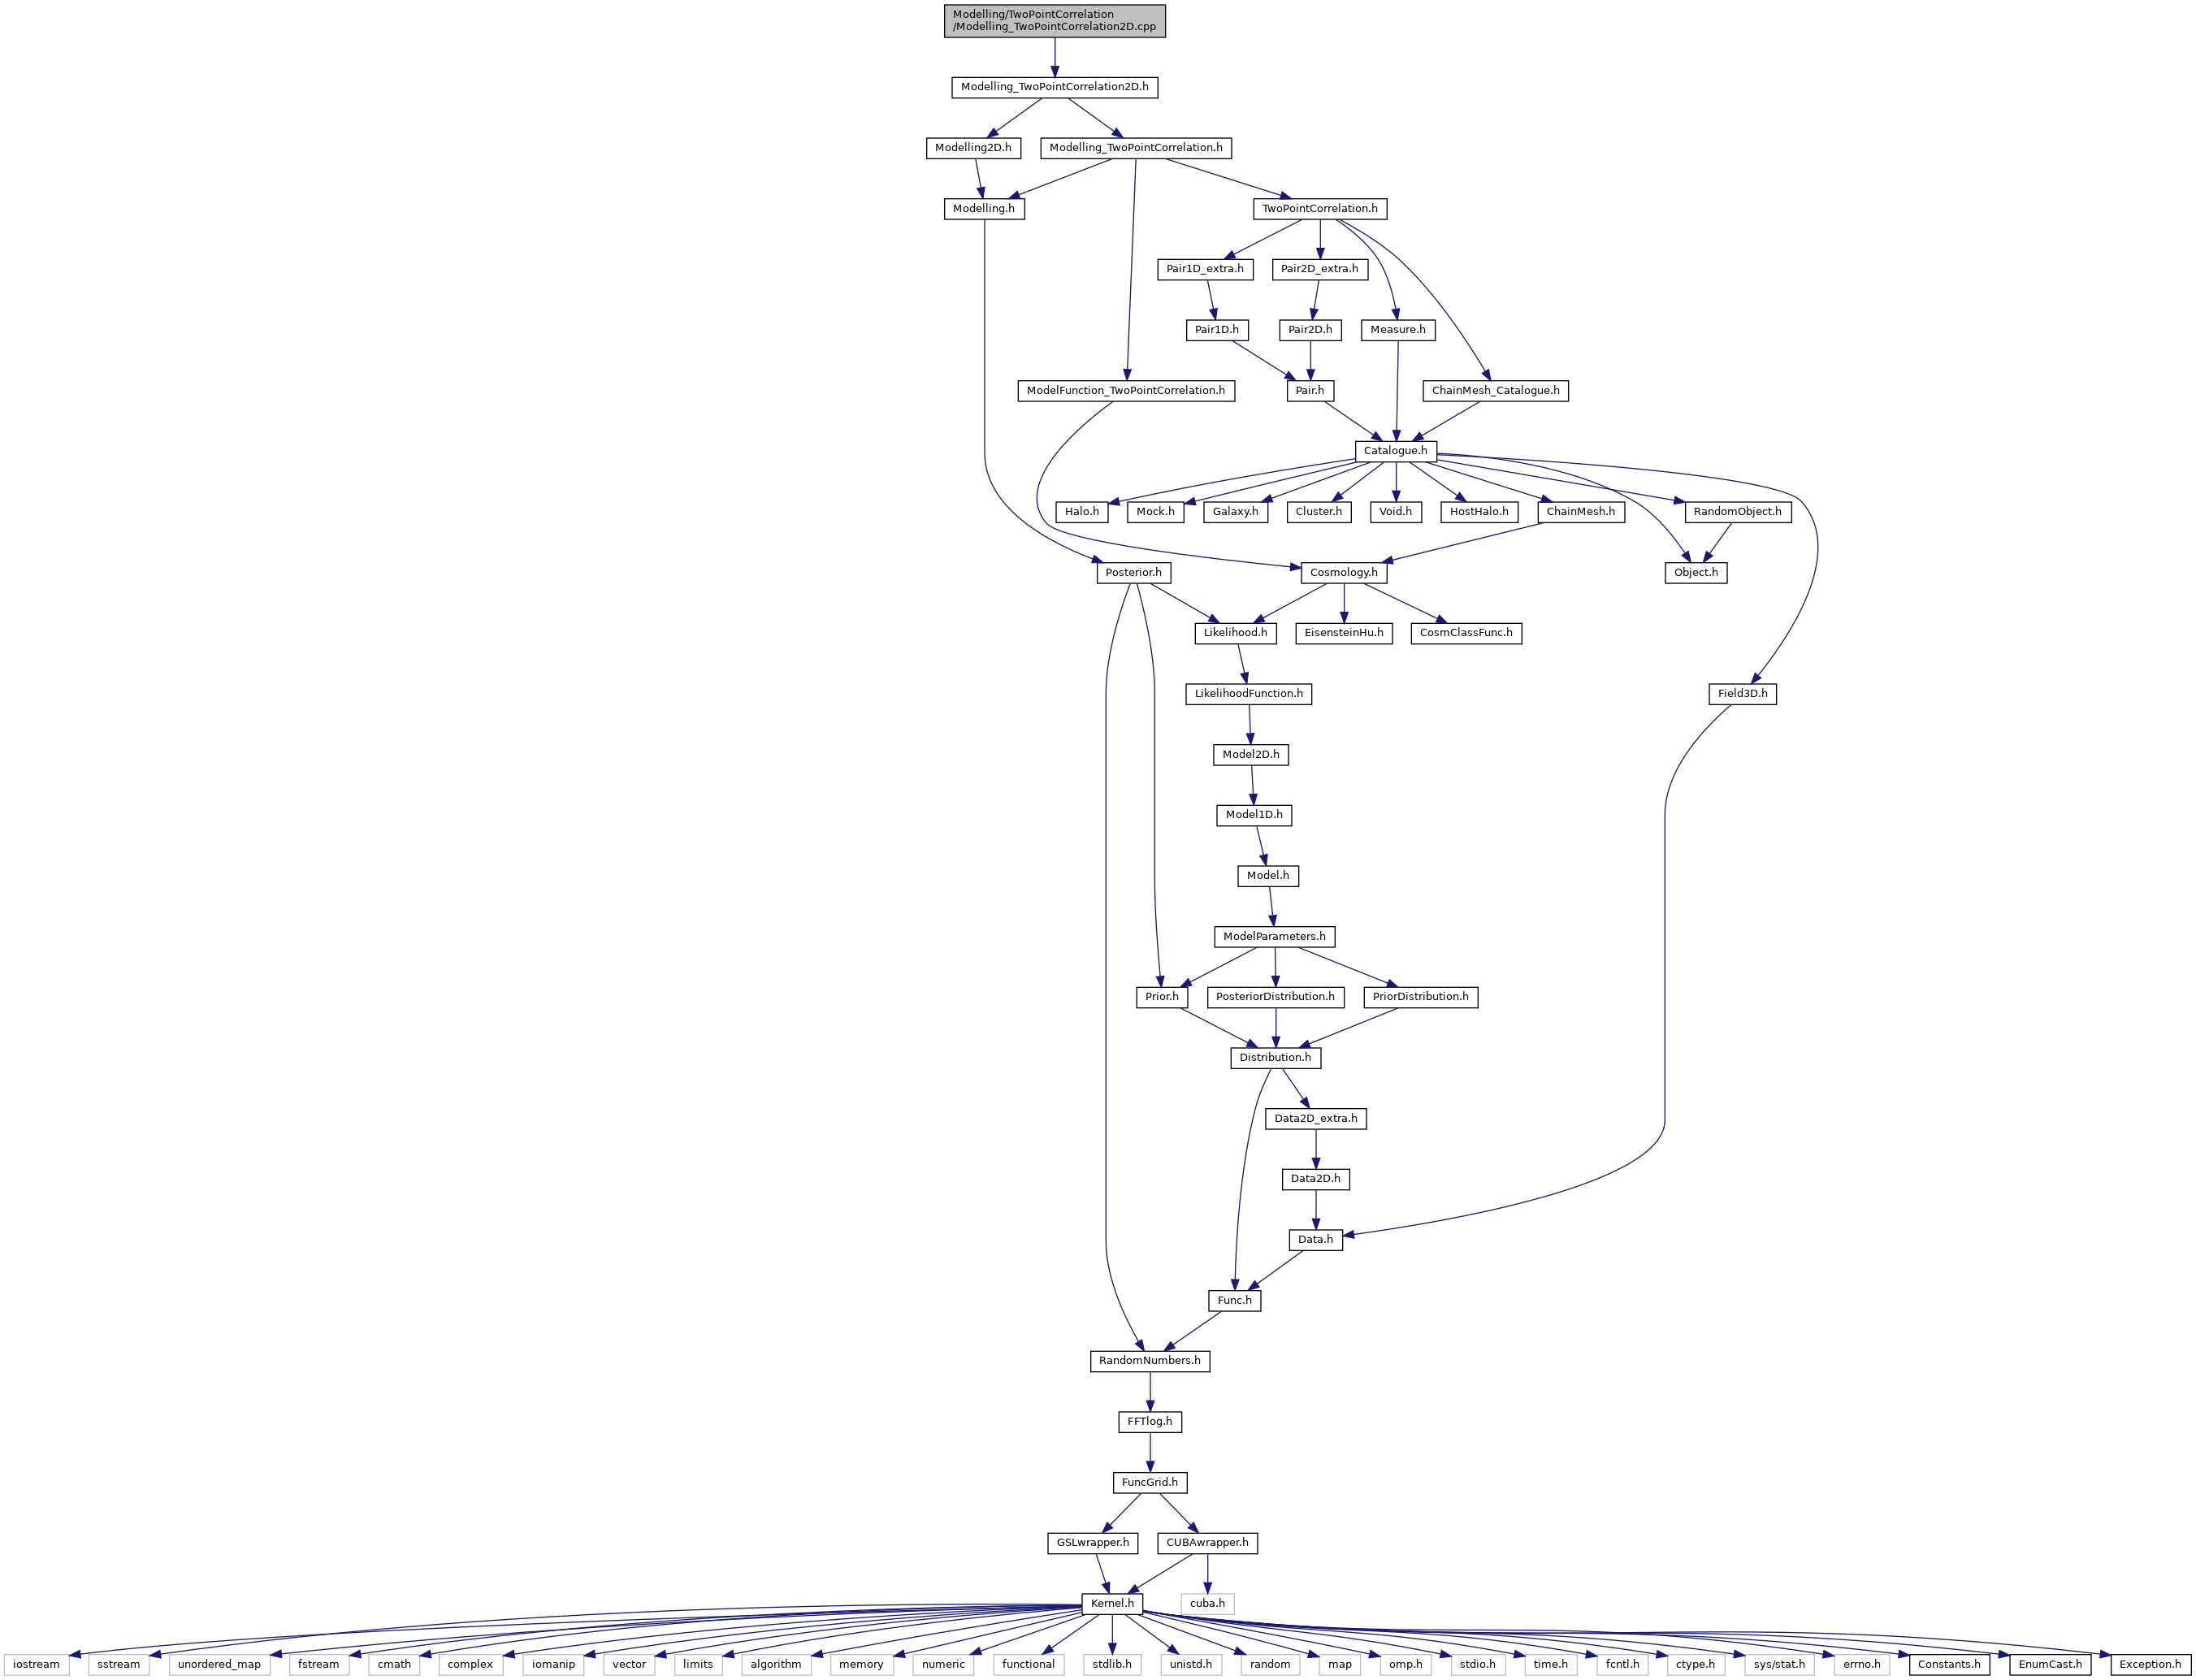 Modelling/TwoPointCorrelation
/Modelling_TwoPointCorrelation2D.cpp
Modelling_TwoPointCorrelation2D.h
Modelling2D.h
Modelling_TwoPointCorrelation.h
Modelling.h
TwoPointCorrelation.h
Pair1D_extra.h
Pair2D_extra.h
Pair1D.h
Pair2D.h
Measure.h
ModelFunction_TwoPointCorrelation.h
Pair.h
ChainMesh_Catalogue.h
Catalogue.h
Halo.h
Mock.h
Galaxy.h
Cluster.h
Void.h
HostHalo.h
ChainMesh.h
RandomObject.h
Posterior.h
Cosmology.h
Object.h
Likelihood.h
EisensteinHu.h
CosmClassFunc.h
LikelihoodFunction.h
Field3D.h
Model2D.h
Model1D.h
Model.h
ModelParameters.h
Prior.h
PosteriorDistribution.h
PriorDistribution.h
Distribution.h
Data2D_extra.h
Data2D.h
Data.h
Func.h
RandomNumbers.h
FFTlog.h
FuncGrid.h
GSLwrapper.h
CUBAwrapper.h
Kernel.h
cuba.h
iostream
sstream
unordered_map
fstream
cmath
complex
iomanip
vector
limits
algorithm
memory
numeric
functional
stdlib.h
unistd.h
random
map
omp.h
stdio.h
time.h
fcntl.h
ctype.h
sys/stat.h
errno.h
Constants.h
EnumCast.h
Exception.h